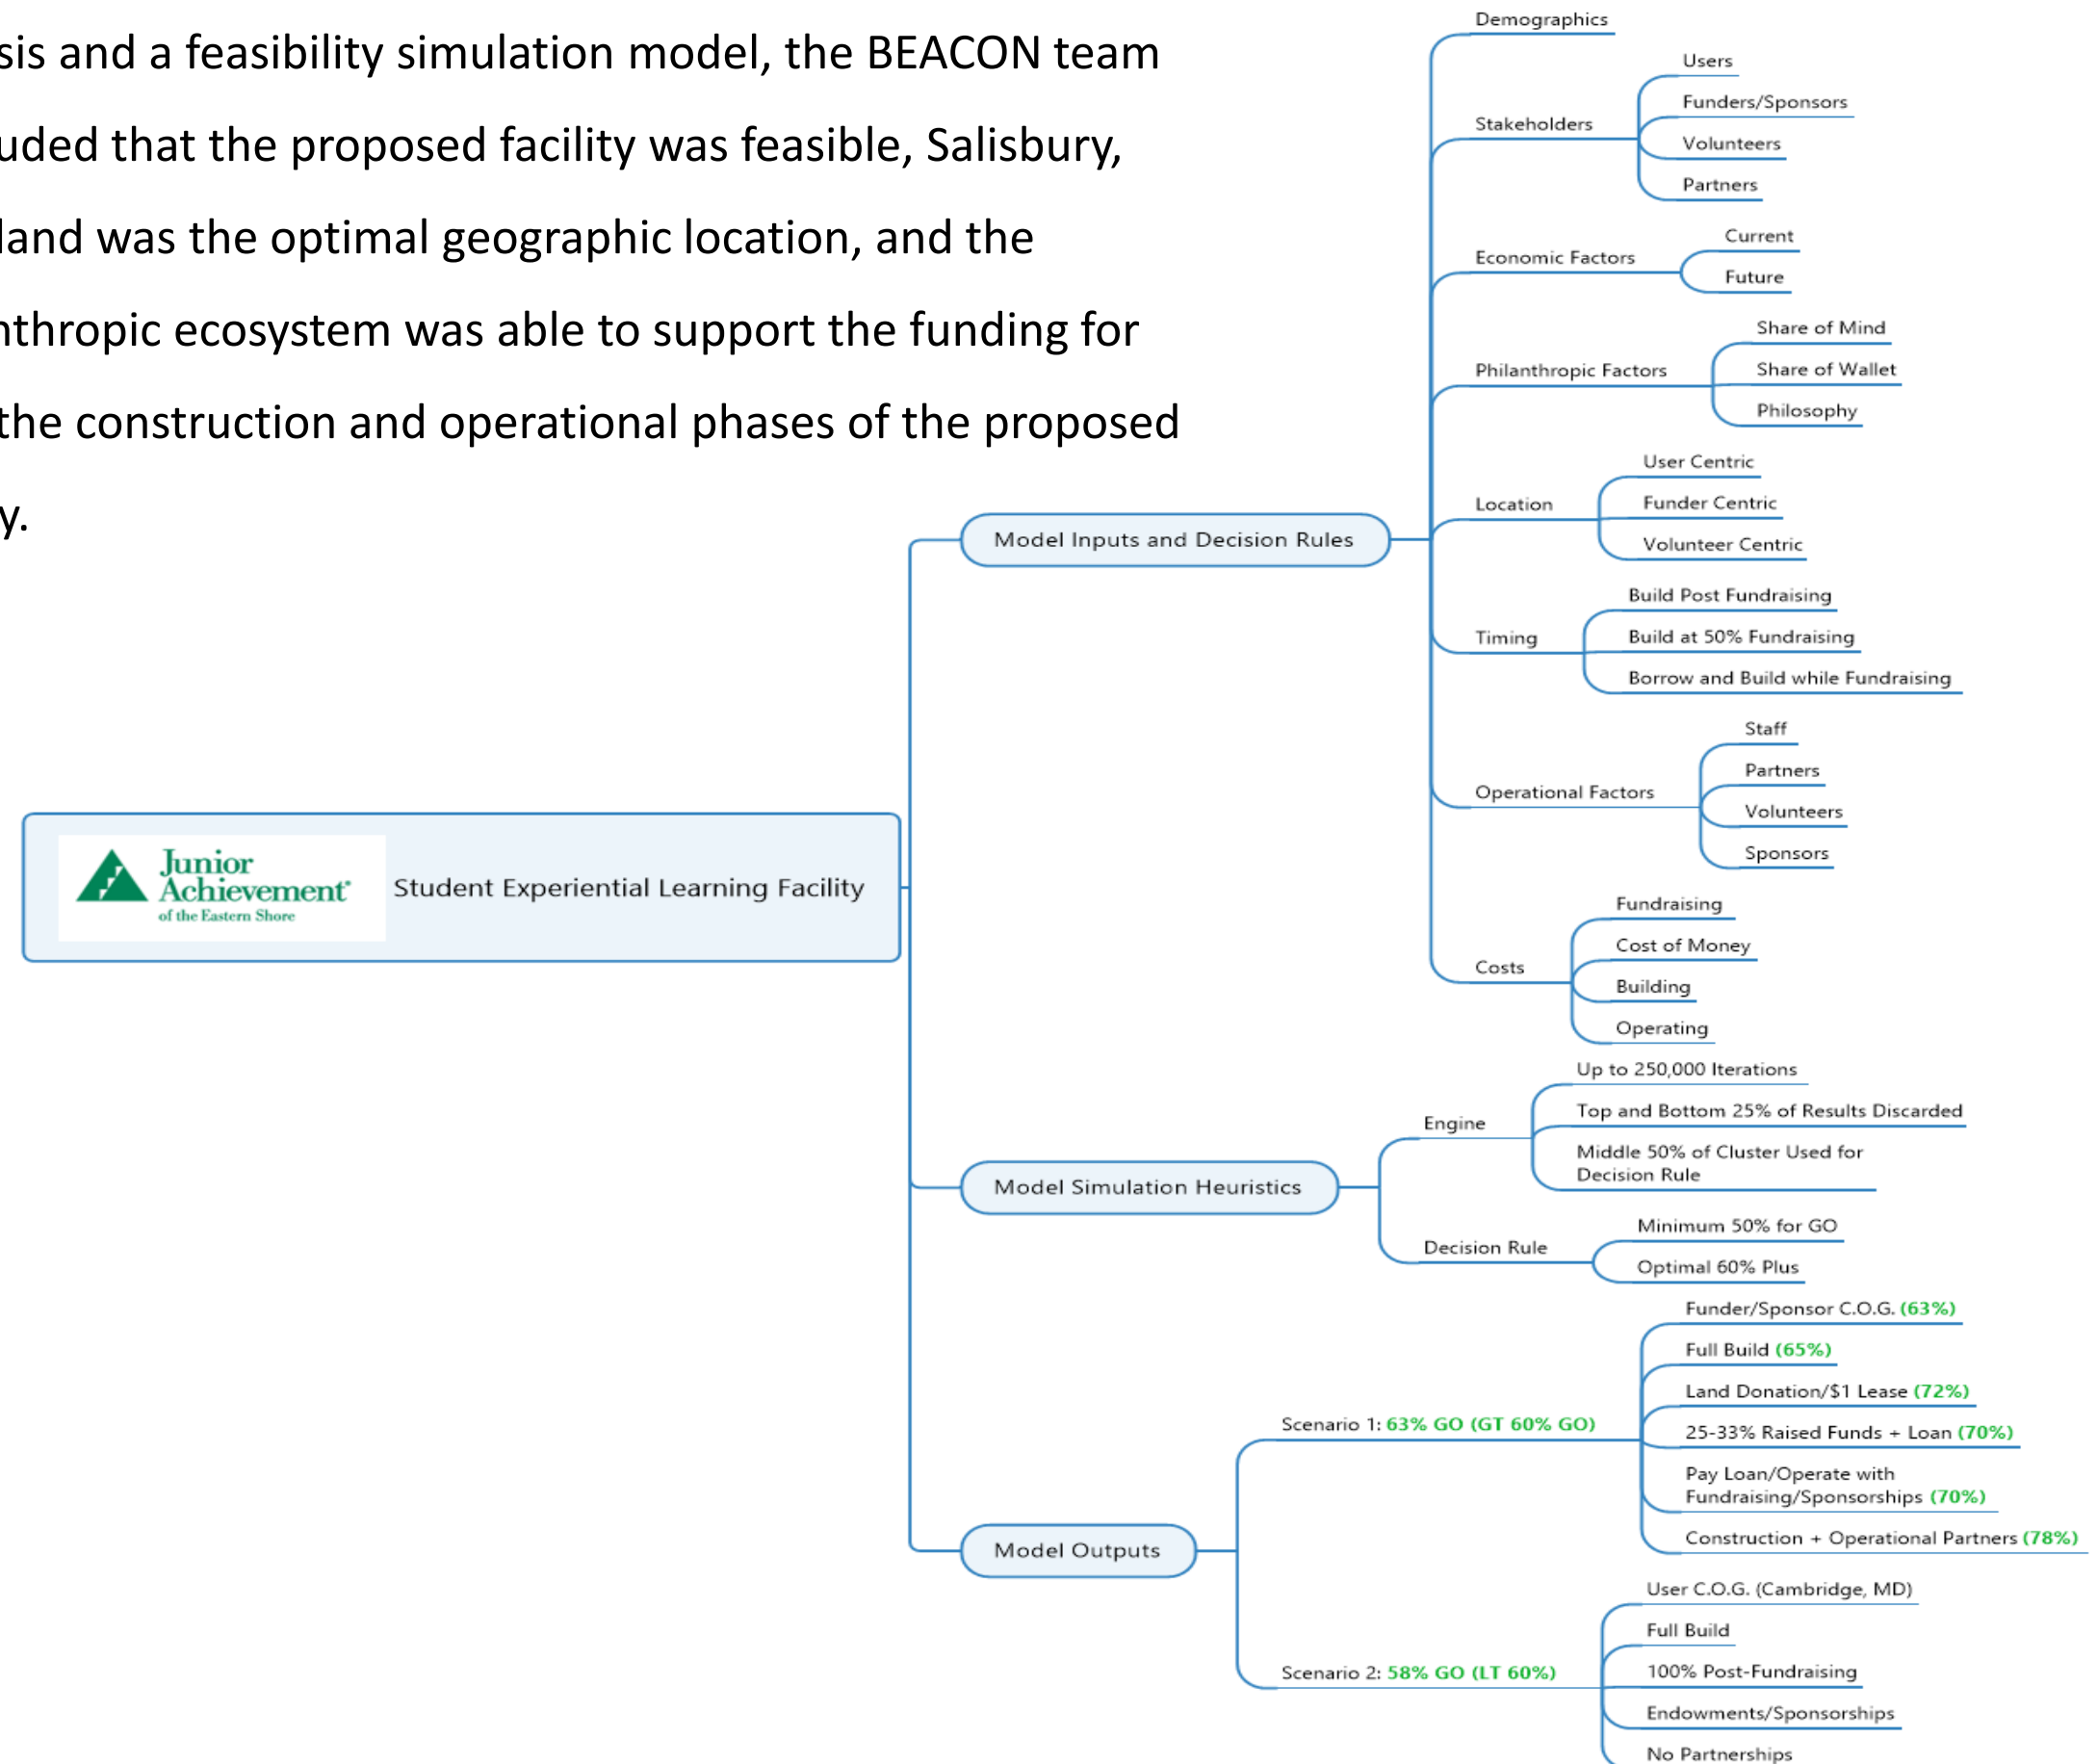 sis and a feasibility simulation model, the BEACON team
uded that the proposed facility was feasible, Salisbury,
land was the optimal geographic location, and the
nthropic ecosystem was able to support the funding for
the construction and operational phases of the proposed
y.
Junior
Achievement
of the Eastern Shore
Student Experiential Learning Facility
Model Inputs and Decision Rules
Demographics
Stakeholders
Users
Funders/Sponsors
Volunteers
Partners
Economic Factors
Current
Future
Philanthropic Factors
Share of Mind
Share of Wallet
Philosophy
Location
User Centric
Funder Centric
Volunteer Centric
Timing
Build Post Fundraising
Build at 50% Fundraising
Borrow and Build while Fundraising
Operational Factors
Staff
Partners
Volunteers
Sponsors
Costs
Fundraising
Cost of Money
Building
Operating
Model Simulation Heuristics
Engine
Up to 250,000 Iterations
Top and Bottom 25% of Results Discarded
Middle 50% of Cluster Used for
Decision Rule
Decision Rule
Minimum 50% for GO
Optimal 60% Plus
Model Outputs
Scenario 1: 63% GO (GT 60% GO)
Funder/Sponsor C.O.G. (63%)
Full Build (65%)
Land Donation/$1 Lease (72%)
25-33% Raised Funds + Loan (70%)
Pay Loan/Operate with
Fundraising/Sponsorships (70%)
Construction + Operational Partners (78%)
Scenario 2: 58% GO (LT 60%)
User C.O.G. (Cambridge, MD)
Full Build
100% Post-Fundraising
Endowments/Sponsorships
No Partnerships